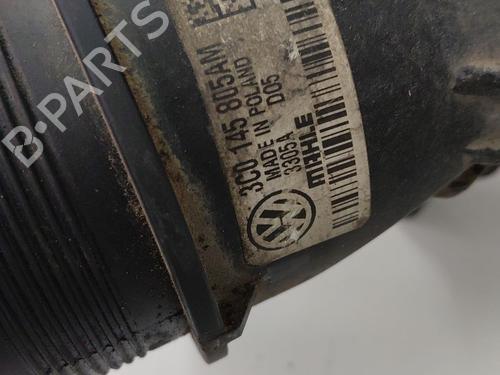 3C0 145 805AM
MADE IN POLAND
3305A D05
MAHLE
B-PARTS